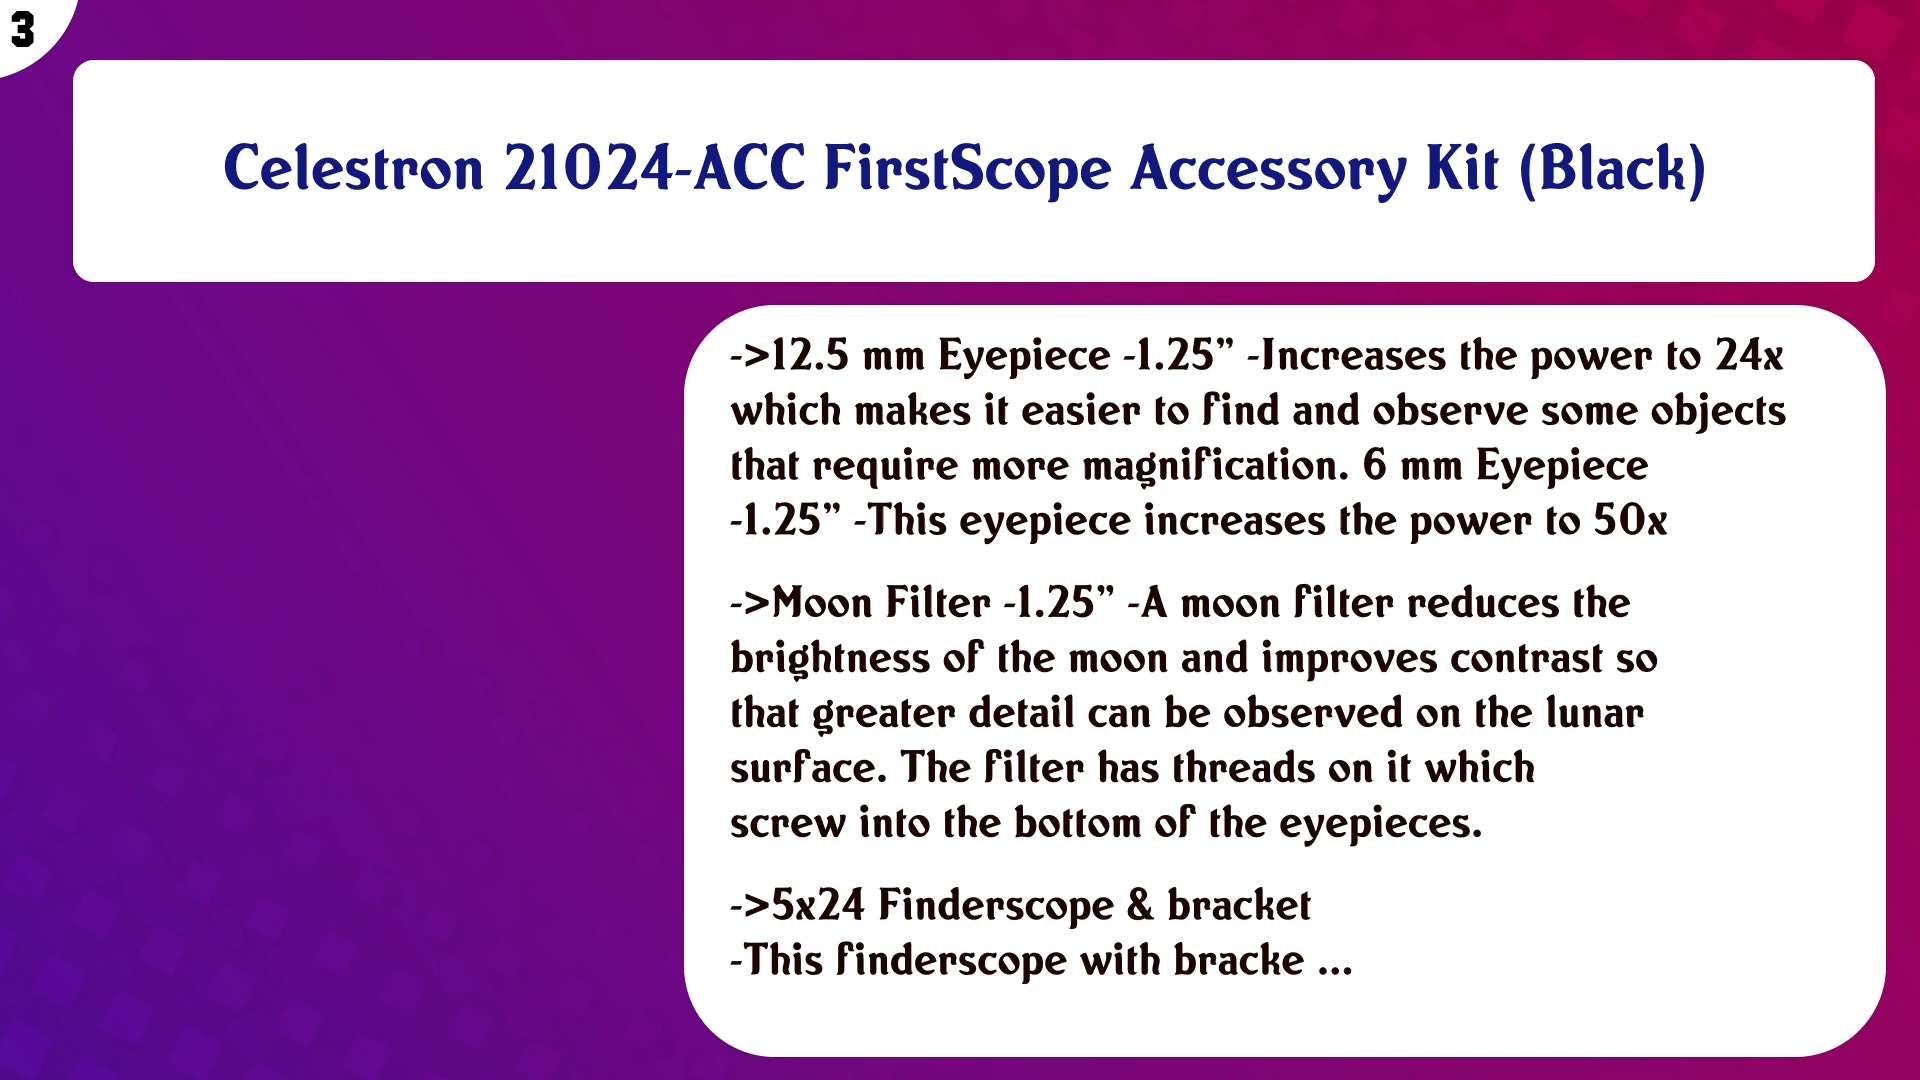 3
Celestron 21024-ACC FirstScope Accessory Kit (Black)
->12.5 mm Eyepiece -1.25” -Increases the power to 24x
which makes it easier to find and observe some objects
that require more magnification. 6 mm Eyepiece
-1.25” -This eyepiece increases the power to 50x
->Moon Filter -1.25” -A moon filter reduces the
brightness of the moon and improves contrast so
that greater detail can be observed on the lunar
surface. The filter has threads on it which
screw into the bottom of the eyepieces.
->5x24 Finderscope & bracket
-This finderscope with bracke ...